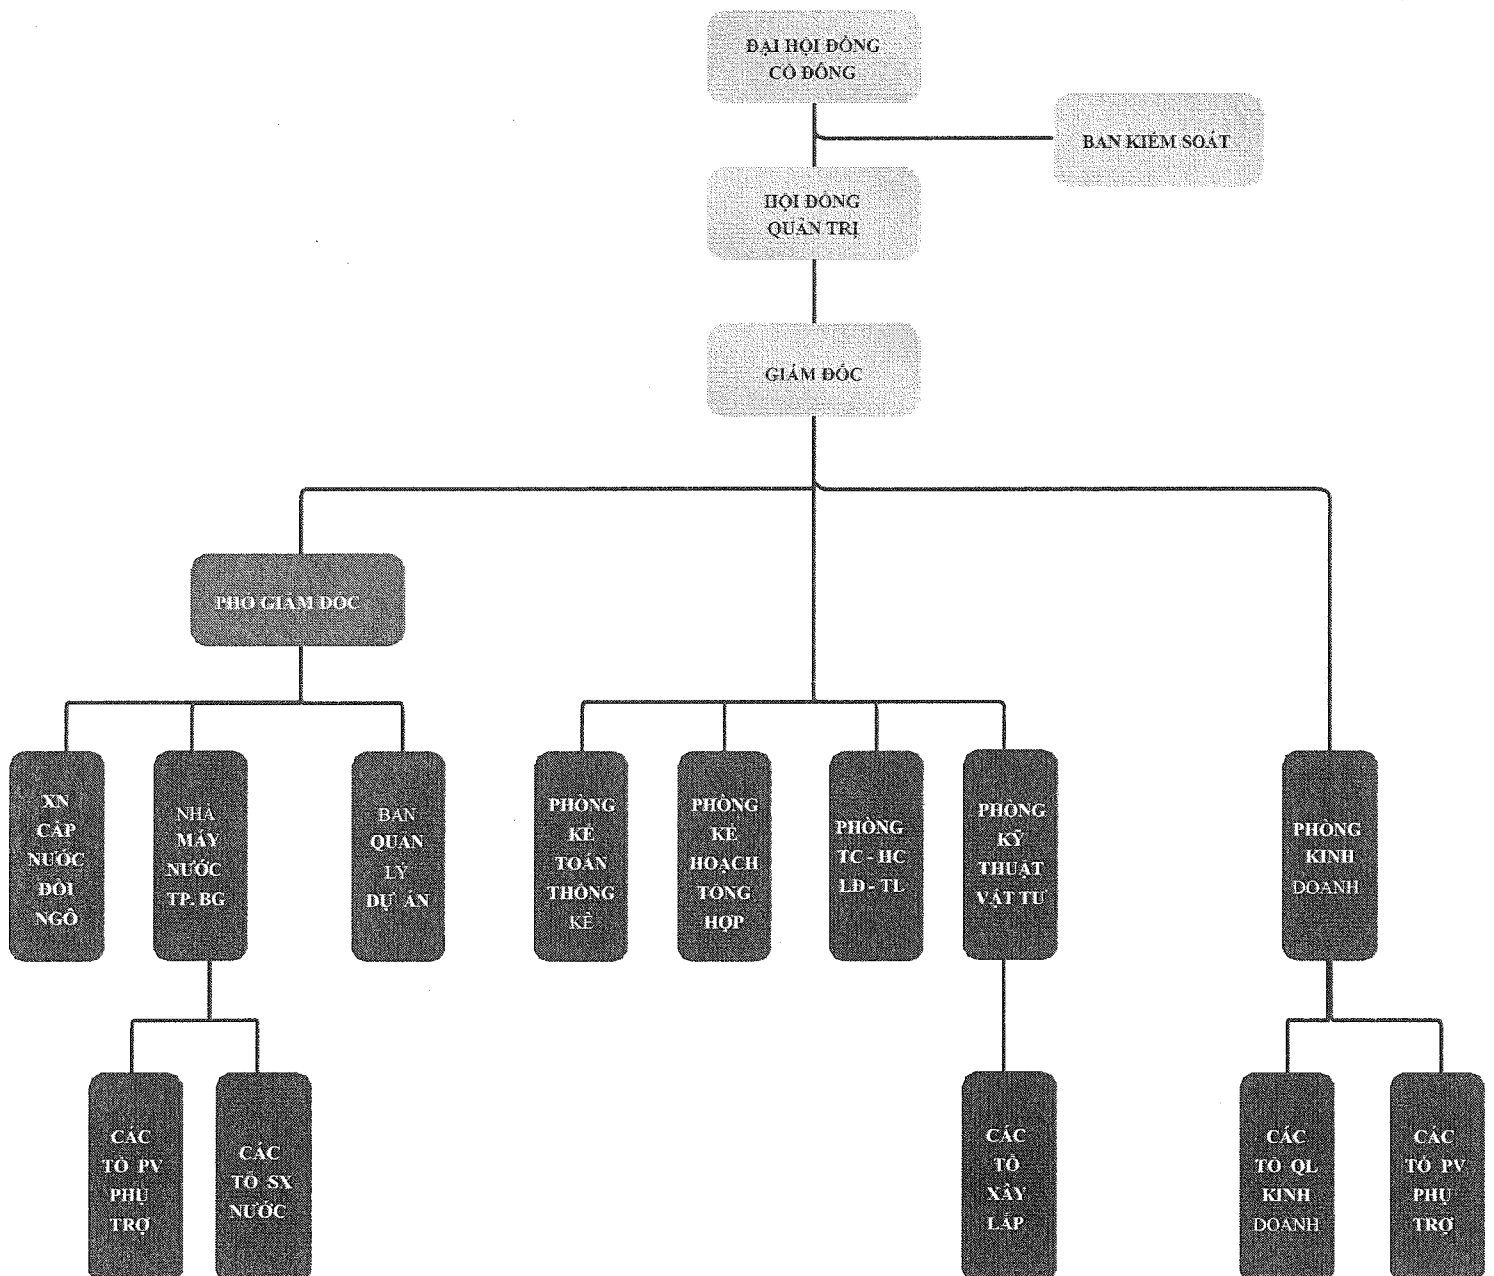 ĐẠI HỘI ĐỒNG
CỔ ĐÔNG
BAN KIỂM SOÁT
HỘI ĐỒNG
QUẢN TRỊ
GIÁM ĐỐC
PHÓ GIÁM ĐỐC
XN
CẤP
NƯỚC
ĐỒI
NGÔ
NHÀ
MÁY
NƯỚC
TP. BG
BAN
QUẢN
LÝ
DỰ ÁN
PHÒNG
KẾ
TOÁN
THỐNG
KÊ
PHÒNG
KẾ
HOẠCH
TỔNG
HỢP
PHÒNG
TC - HC
LĐ - TL
PHÒNG
KỸ
THUẬT
VẬT TƯ
PHÒNG
KINH
DOANH
CÁC
TỔ PV
PHỤ
TRỢ
CÁC
TỔ SX
NƯỚC
CÁC
TỔ
XÂY
LẮP
CÁC
TỔ QL
KINH
DOANH
CÁC
TỔ PV
PHỤ
TRỢ